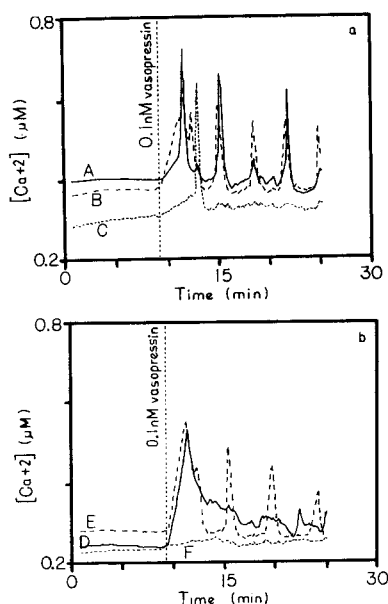 0.8
a
0.1nM vasopressin
[Ca+2] (μM)
A
B
C
0.2
0
15
30
Time (min)
0.8
b
0.1nM vasopressin
[Ca+2] (μM)
E
D
F
0.2
0
15
30
Time (min)